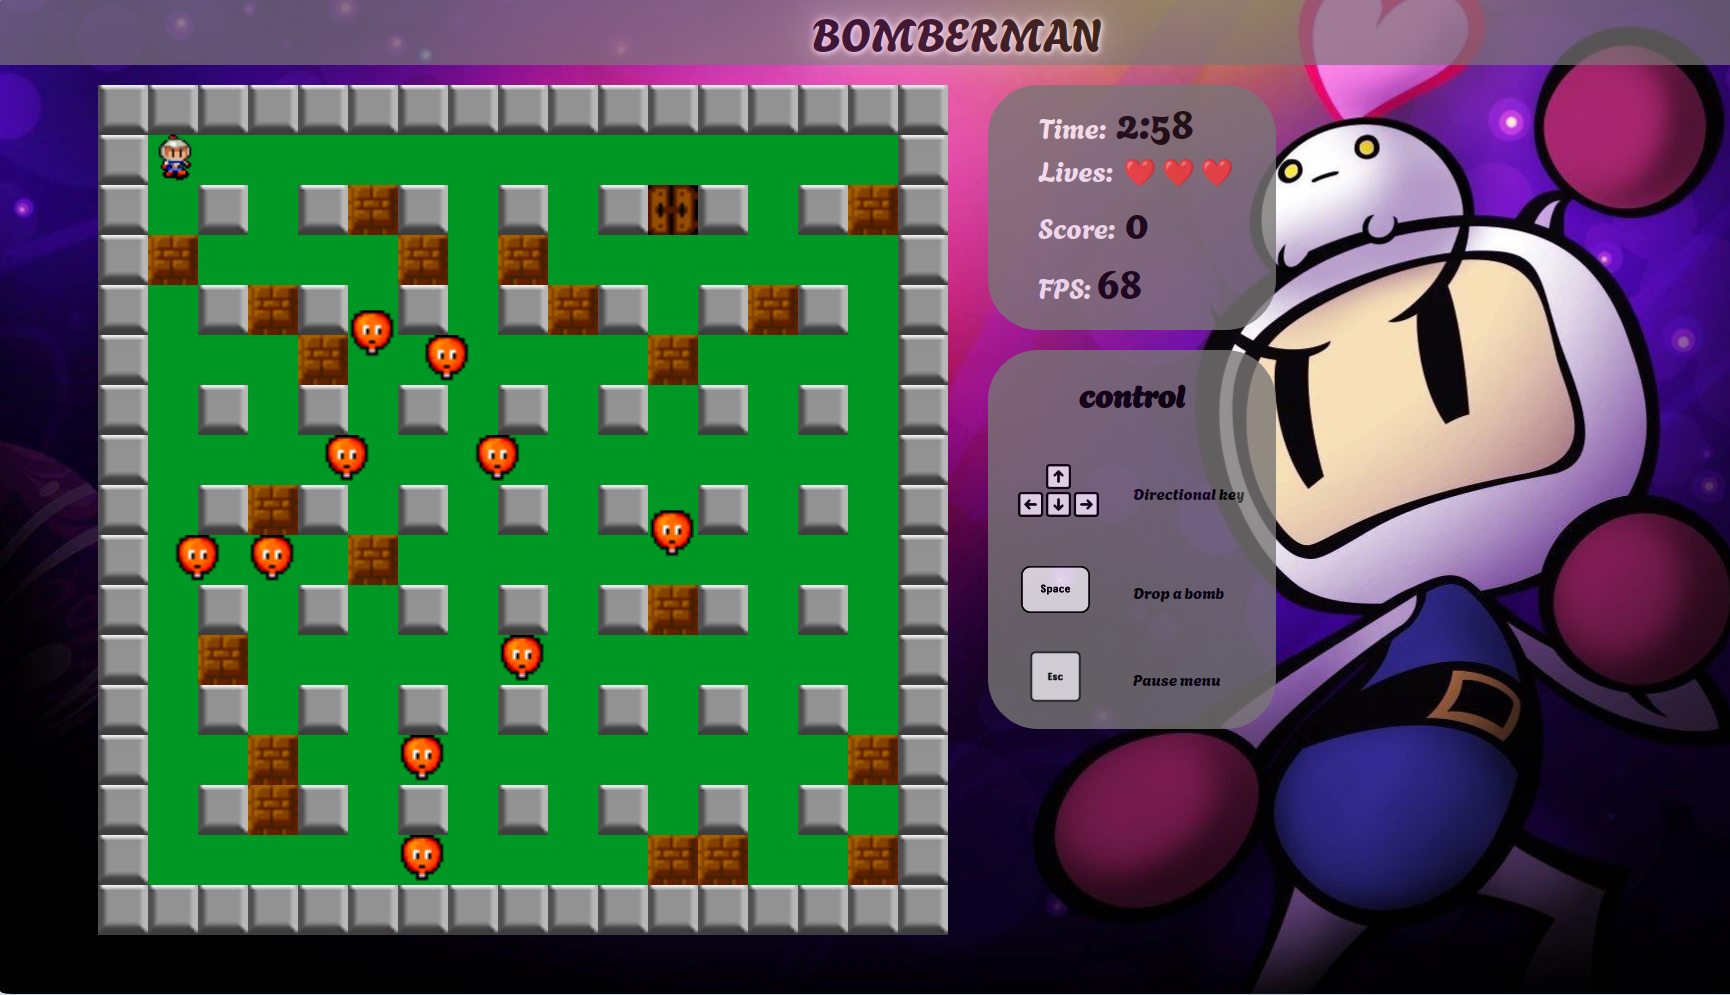 BOMBERMAN
Time: 2:58
Lives: ❤️ ❤️ ❤️
Score: 0
FPS: 68
control
Directional key
Space
Drop a bomb
Esc
Pause menu